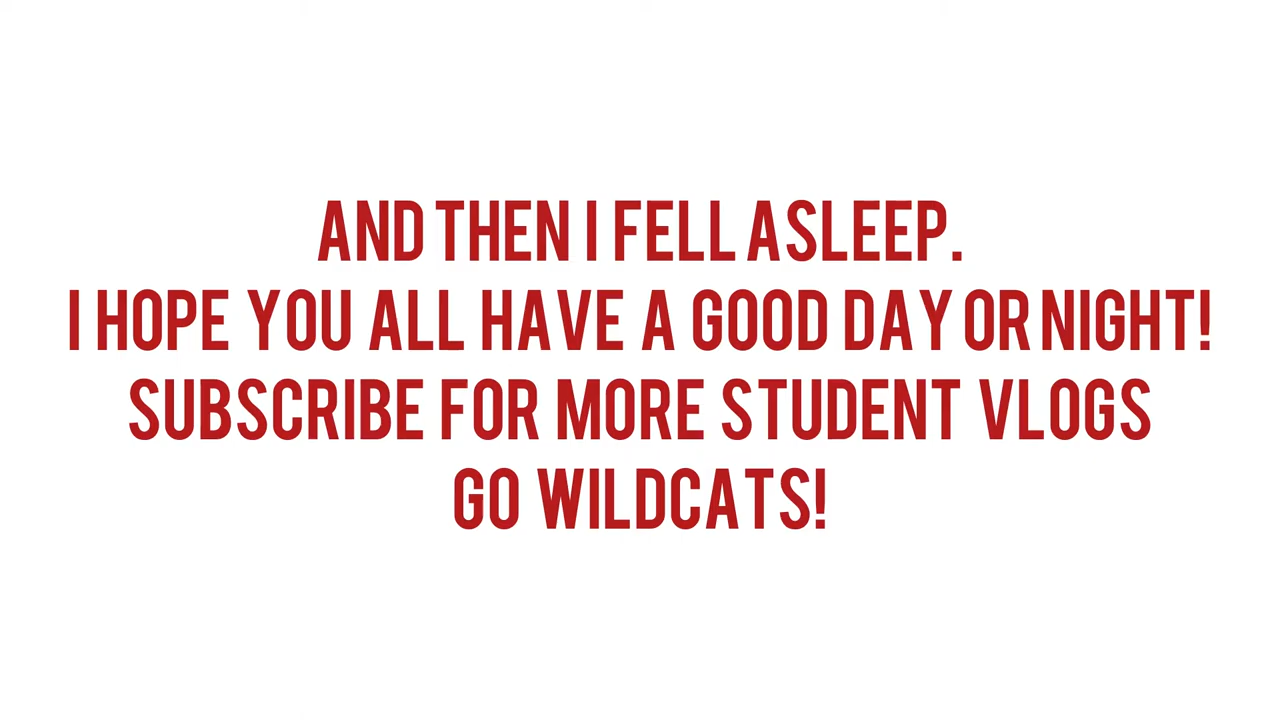 AND THEN I FELL ASLEEP.
I HOPE YOU ALL HAVE A GOOD DAY OR NIGHT!
SUBSCRIBE FOR MORE STUDENT VLOGS
GO WILDCATS!